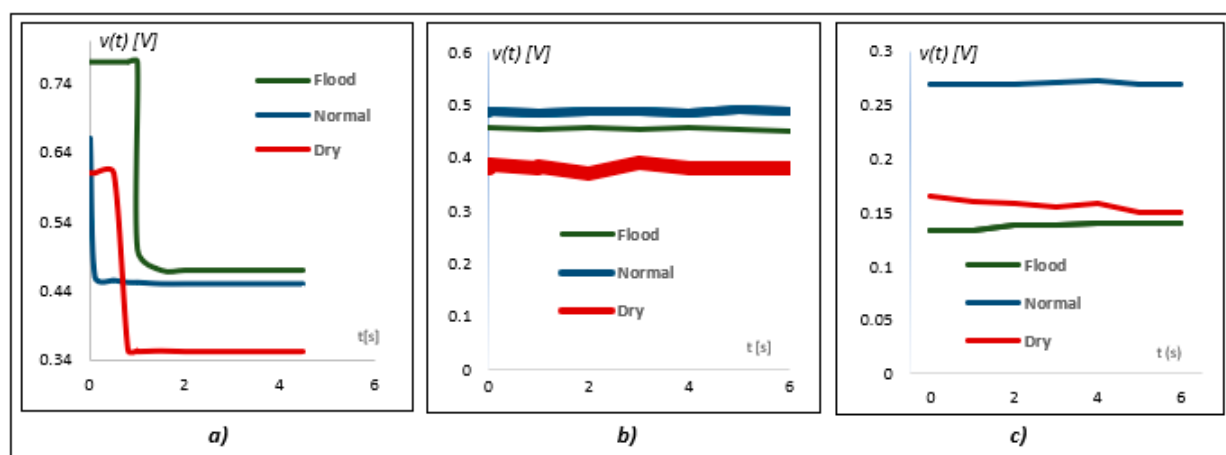 v(t) [V]
0.74
0.64
0.54
0.44
0.34
Flood
Normal
Dry
t[s]
0
2
4
6
a)
v(t) [V]
0.6
0.5
0.4
0.3
0.2
0.1
0
Flood
Normal
Dry
t [s]
0
2
4
6
b)
v(t) [V]
0.3
0.25
0.2
0.15
0.1
0.05
0
Flood
Normal
Dry
t (s)
0
2
4
6
c)